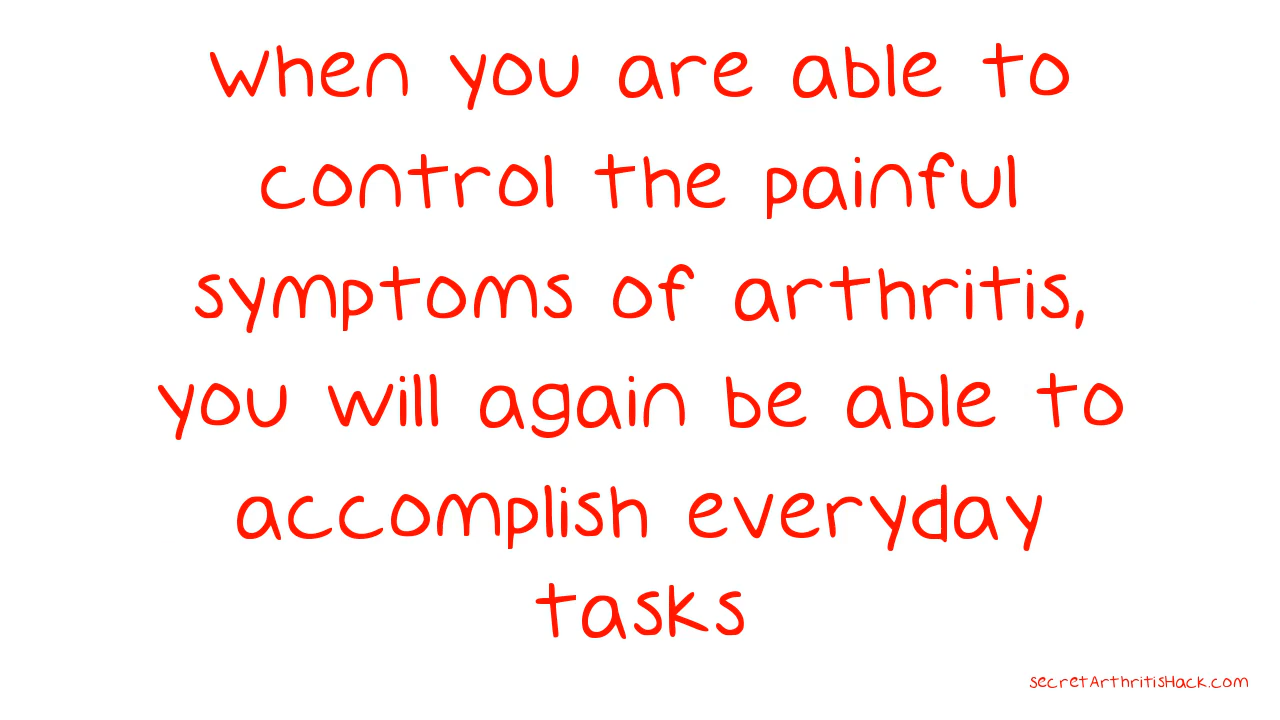 When you are able to
control the painful
symptoms of arthritis,
you will again be able to
accomplish everyday
tasks
secretArthritisHack.com